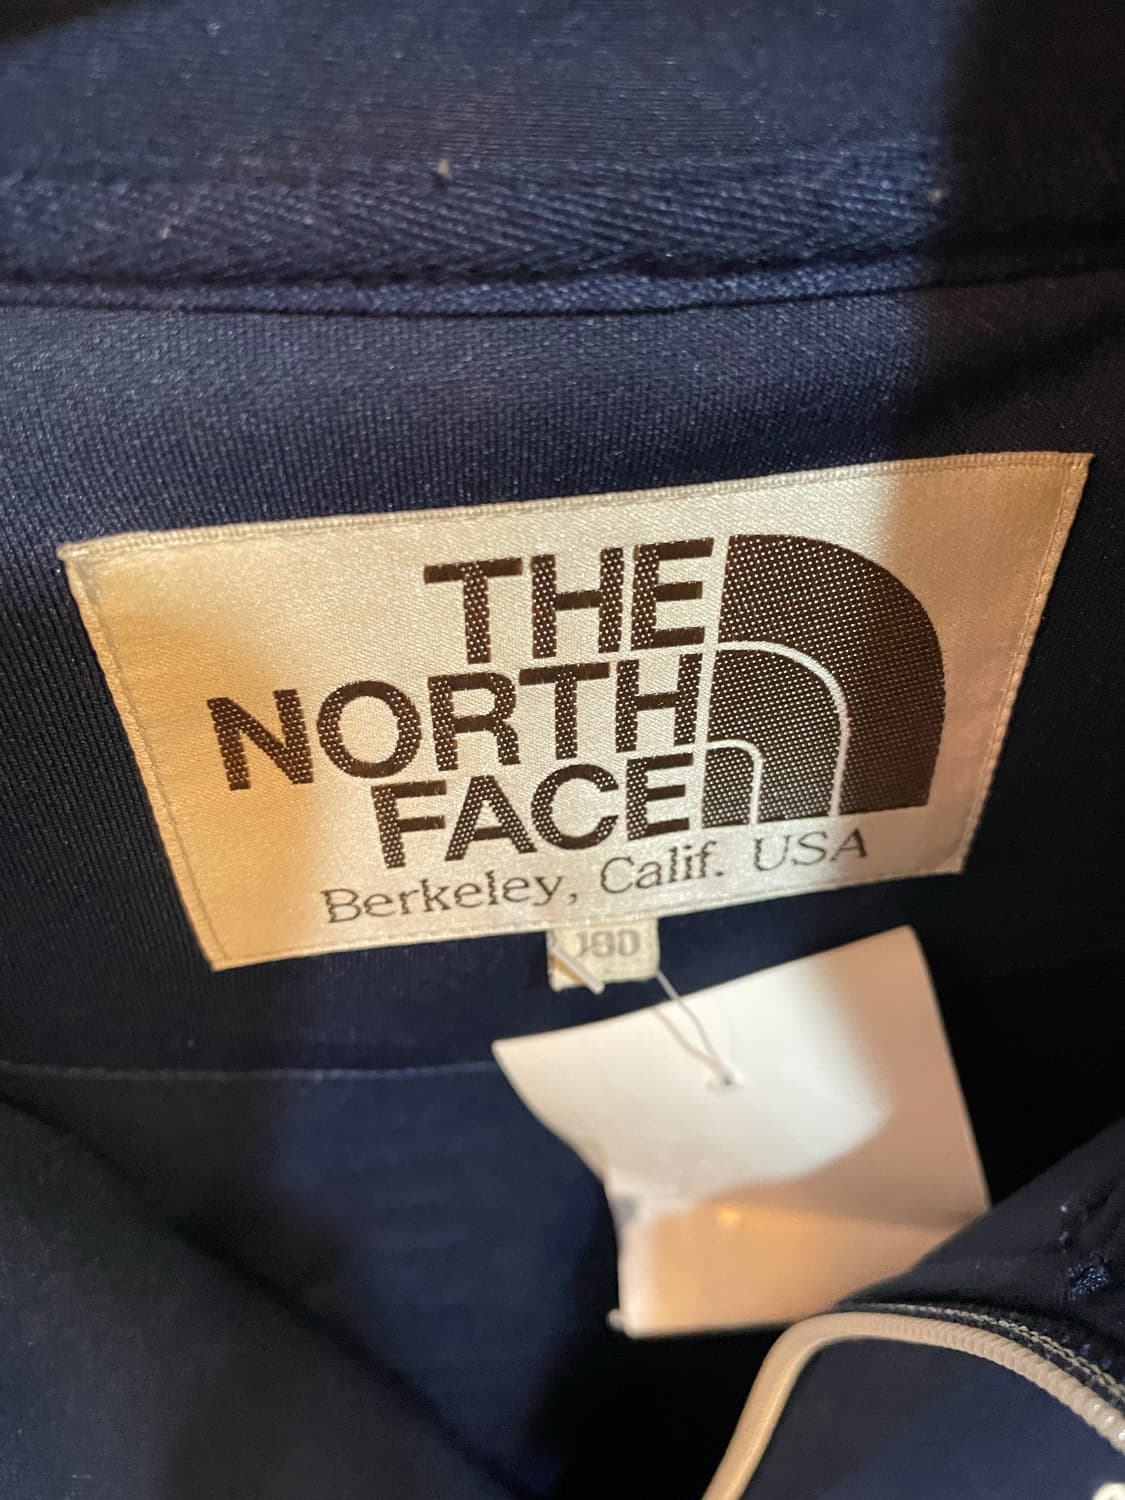 THE
NORTH
FACE
Berkeley, Calif. USA